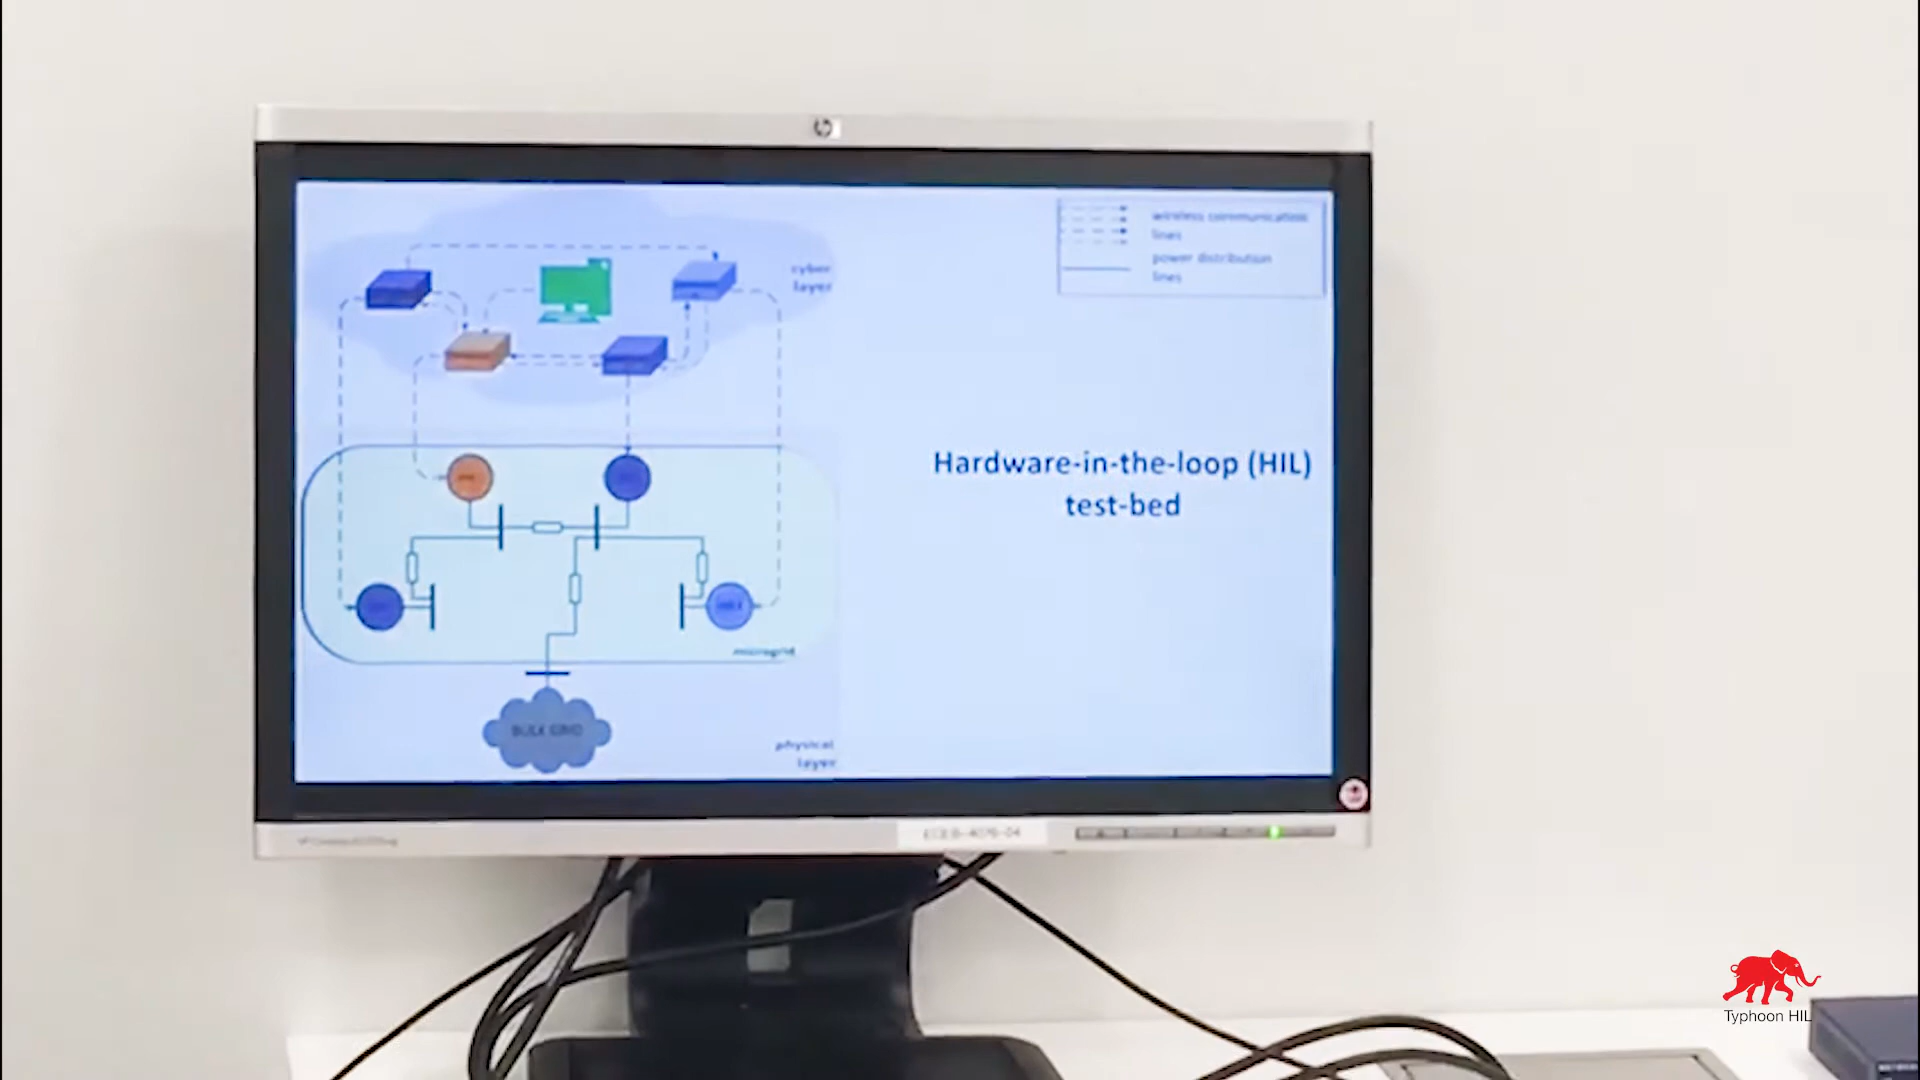 cyber
layer
wireless communication
lines
power distribution
lines
Hardware-in-the-loop (HIL)
test-bed
microgrid
BULK GRID
physical
layer
hp
Typhoon HIL